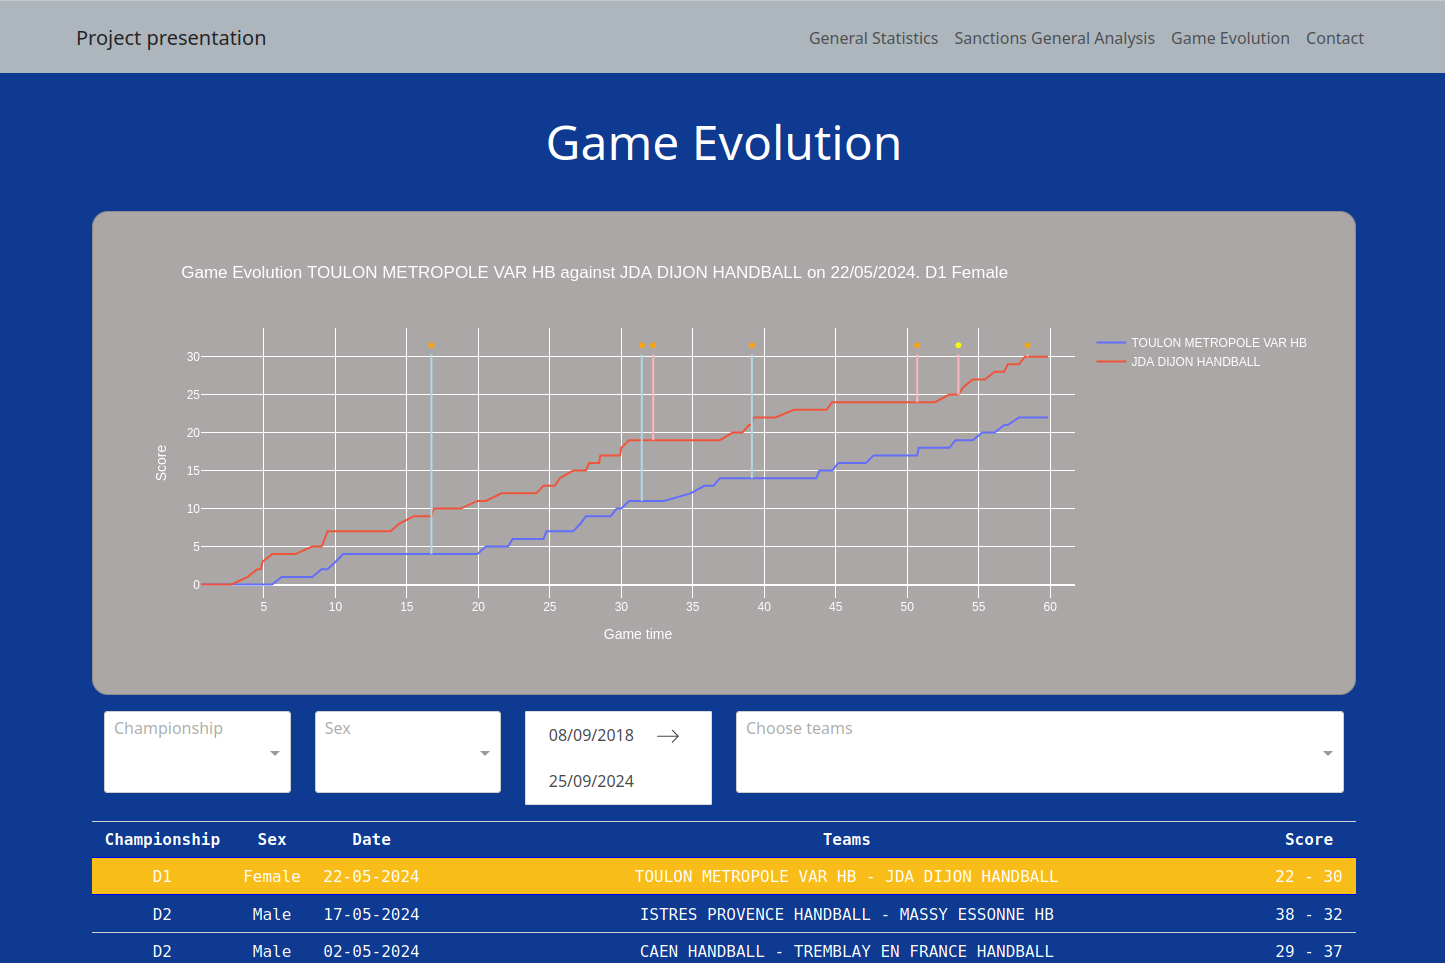 Project presentation General Statistics Sanctions General Analysis Game Evolution Contact
Game Evolution
Game Evolution TOULON METROPOLE VAR HB against JDA DIJON HANDBALL on 22/05/2024. D1 Female
TOULON METROPOLE VAR HB
JDA DIJON HANDBALL
30
25
20
15
10
5
0
Score
5 10 15 20 25 30 35 40 45 50 55 60
Game time
Championship Sex 08/09/2018 → Choose teams
25/09/2024
Championship Sex Date Teams Score
D1 Female 22-05-2024 TOULON METROPOLE VAR HB - JDA DIJON HANDBALL 22 - 30
D2 Male 17-05-2024 ISTRES PROVENCE HANDBALL - MASSY ESSONNE HB 38 - 32
D2 Male 02-05-2024 CAEN HANDBALL - TREMBLAY EN FRANCE HANDBALL 29 - 37